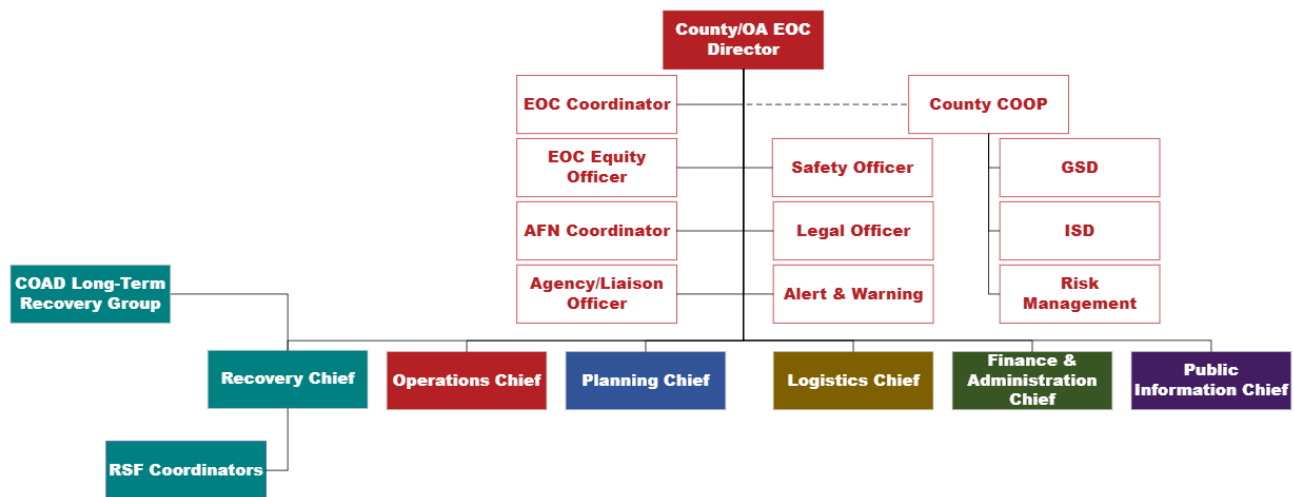 County/OA EOC
Director
EOC Coordinator
County COOP
EOC Equity
Officer
Safety Officer
GSD
AFN Coordinator
Legal Officer
ISD
COAD Long-Term
Recovery Group
Agency/Liaison
Officer
Alert & Warning
Risk
Management
Recovery Chief
Operations Chief
Planning Chief
Logistics Chief
Finance &
Administration
Chief
Public
Information Chief
RSF Coordinators